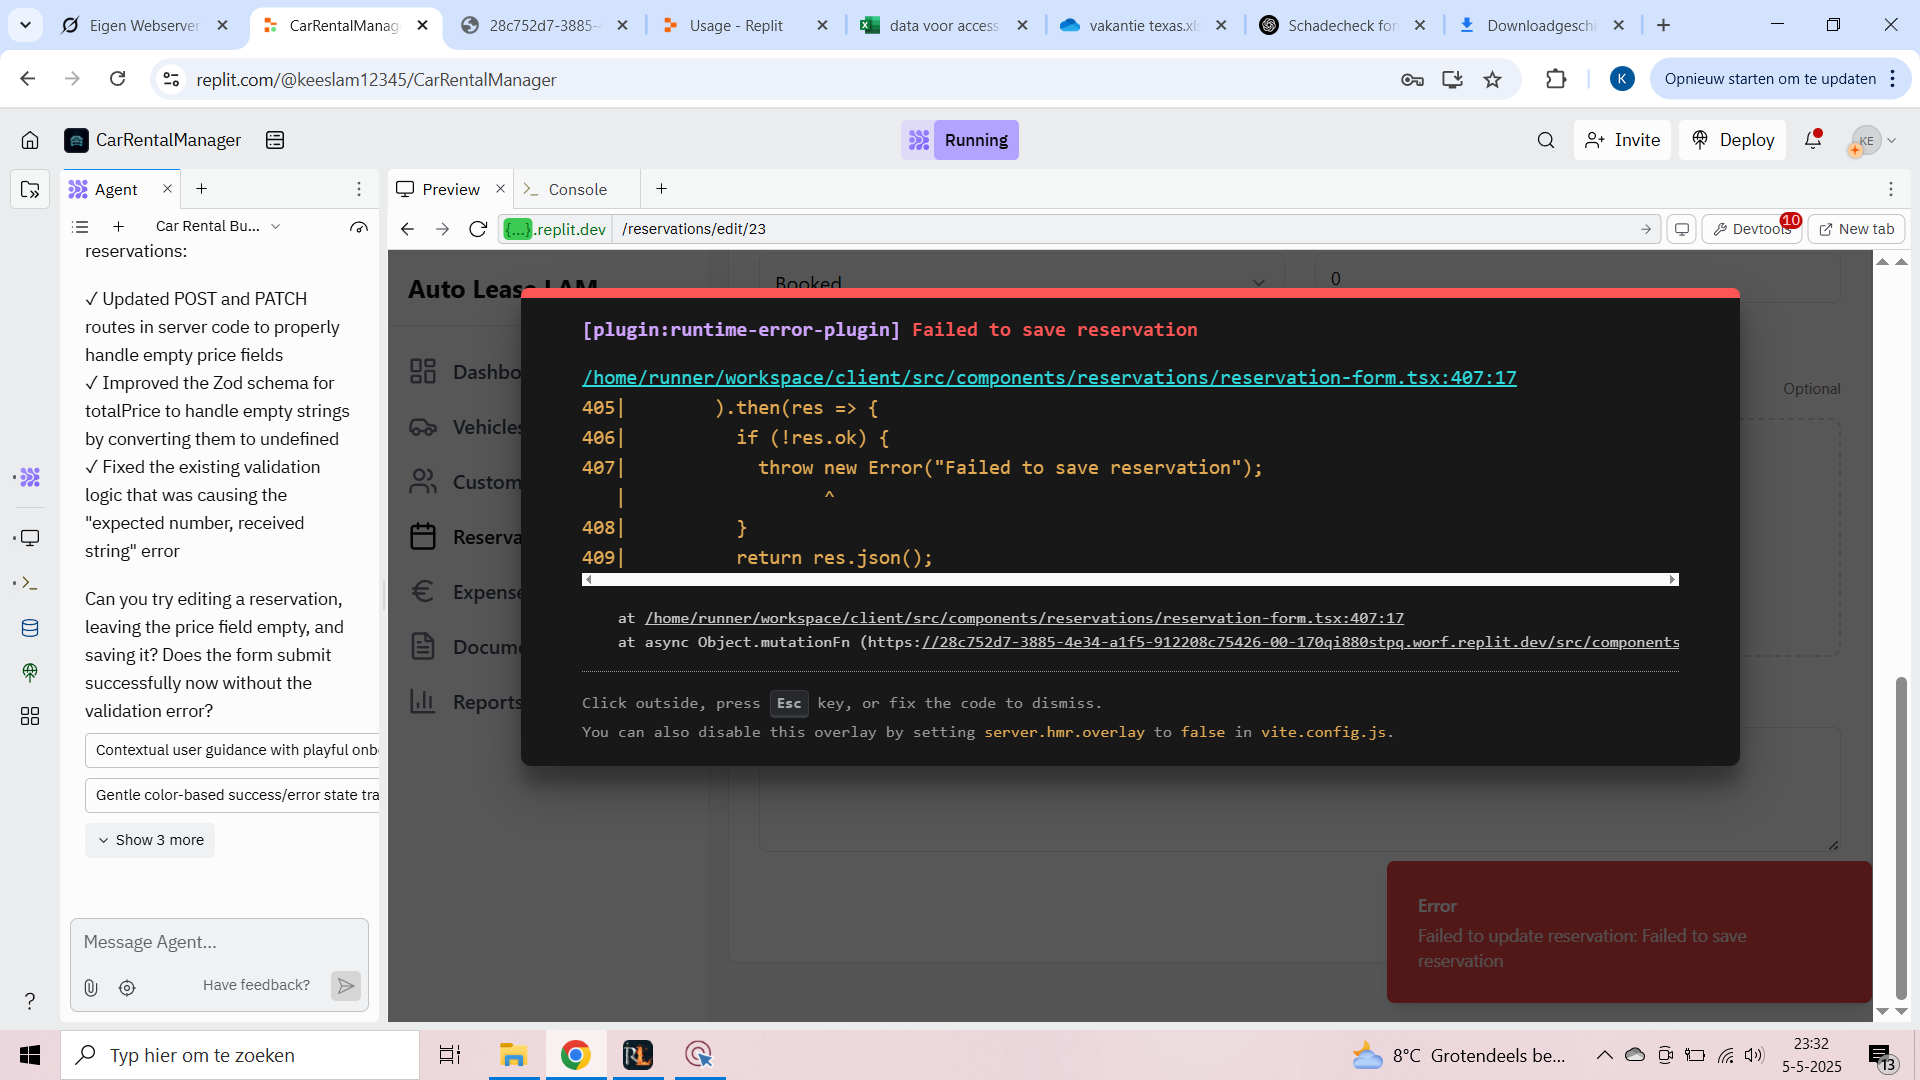 Eigen Webserver
CarRentalManag
28c752d7-3885-
Usage - Replit
data voor access
vakantie texas.xls
Schadecheck for
Downloadgeschi
replit.com/@keeslam12345/CarRentalManager
K
Opnieuw starten om te updaten
CarRentalManager
Running
Invite
Deploy
KE
Agent
Preview
Console
Car Rental Bu...
{...}.replit.dev
/reservations/edit/23
Devtools
10
New tab
reservations:
✓ Updated POST and PATCH
routes in server code to properly
handle empty price fields
✓ Improved the Zod schema for
totalPrice to handle empty strings
by converting them to undefined
✓ Fixed the existing validation
logic that was causing the
"expected number, received
string" error
Can you try editing a reservation,
leaving the price field empty, and
saving it? Does the form submit
successfully now without the
validation error?
Contextual user guidance with playful onb
Gentle color-based success/error state tra
Show 3 more
Message Agent...
Have feedback?
?
Auto Lease LAM
Dashbo
Vehicles
Custom
Reserva
Expense
Docume
Reports
Booked
0
Optional
[plugin:runtime-error-plugin] Failed to save reservation
/home/runner/workspace/client/src/components/reservations/reservation-form.tsx:407:17
405|        ).then(res => {
406|          if (!res.ok) {
407|            throw new Error("Failed to save reservation");
   |                  ^
408|          }
409|          return res.json();
at /home/runner/workspace/client/src/components/reservations/reservation-form.tsx:407:17
at async Object.mutationFn (https://28c752d7-3885-4e34-a1f5-912208c75426-00-170qi880stpq.worf.replit.dev/src/components
Click outside, press Esc key, or fix the code to dismiss.
You can also disable this overlay by setting server.hmr.overlay to false in vite.config.js.
Error
Failed to update reservation: Failed to save
reservation
Typ hier om te zoeken
RL
8°C Grotendeels be...
23:32
5-5-2025
13